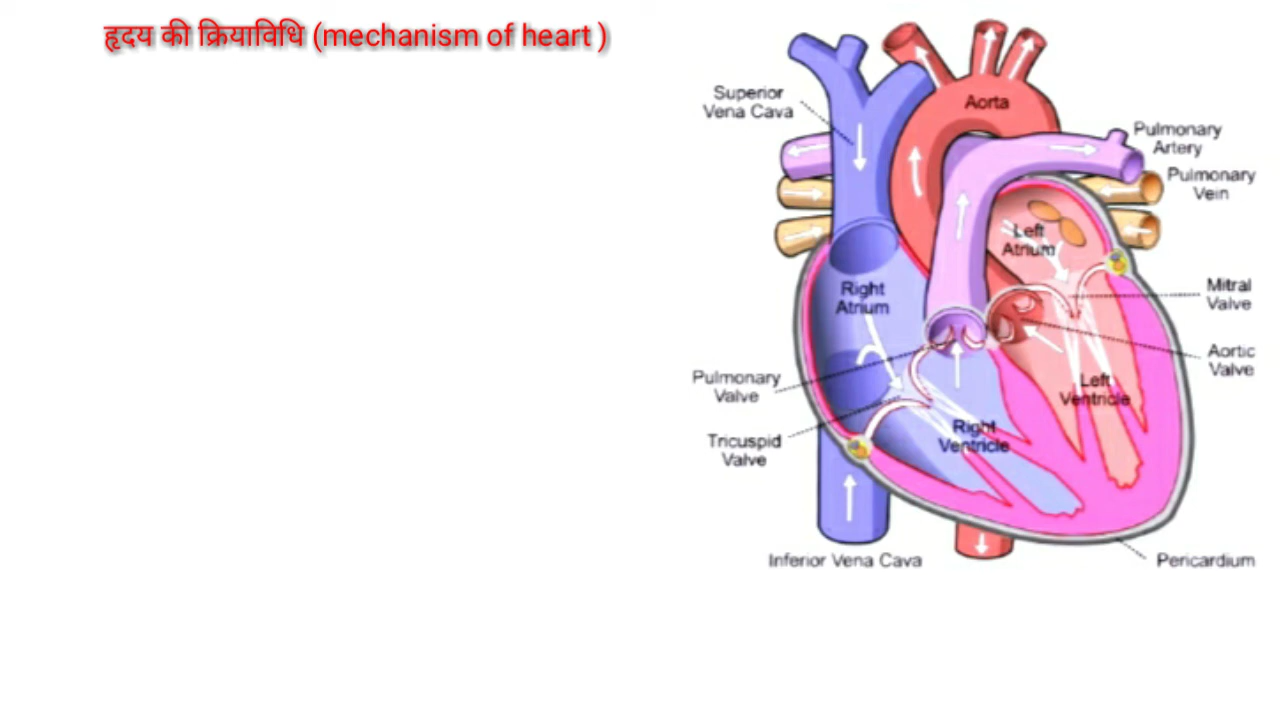 हृदय की क्रियाविधि (mechanism of heart )
Superior
Vena Cava
Aorta
Pulmonary
Artery
Pulmonary
Vein
Left
Atrium
Right
Atrium
Mitral
Valve
Aortic
Valve
Pulmonary
Valve
Left
Ventricle
Tricuspid
Valve
Right
Ventricle
Inferior Vena Cava
Pericardium